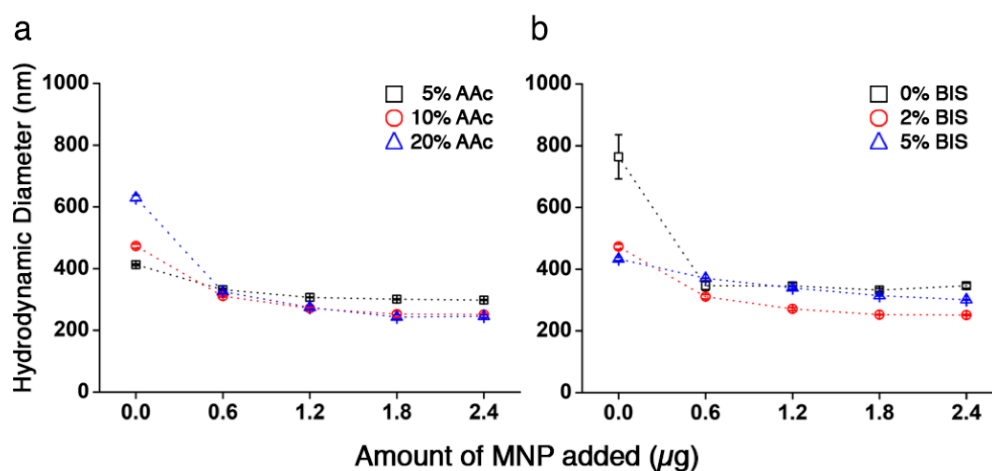 a
b
Hydrodynamic Diameter (nm)
1000
800
600
400
200
0
5% AAc
10% AAc
20% AAc
0.0 0.6 1.2 1.8 2.4
1000
800
600
400
200
0
0% BIS
2% BIS
5% BIS
0.0 0.6 1.2 1.8 2.4
Amount of MNP added (µg)